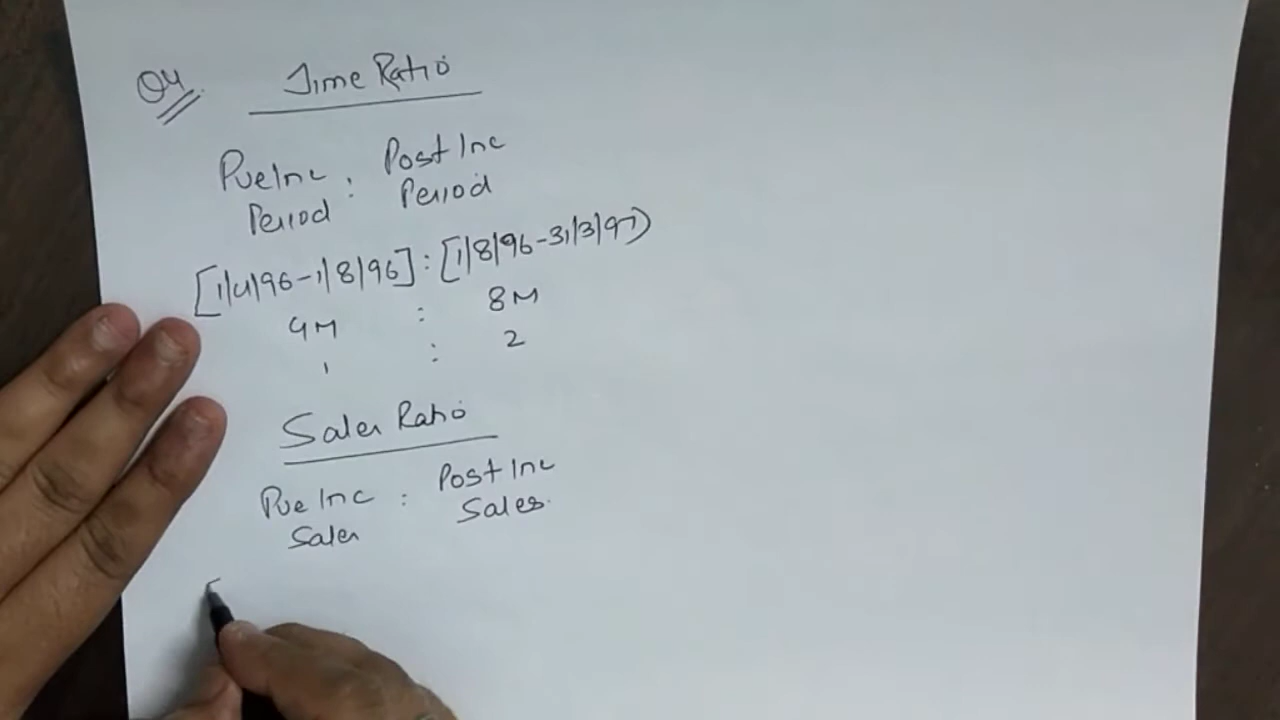 Q4. Time Ratio
Pre Inc : Post Inc
Period Period
[1/4/96-1/8/96] : [1/8/96-31/3/97)
4M : 8M
1 : 2
Sales Ratio
Pre Inc : Post Inc
Sales Sales.
[